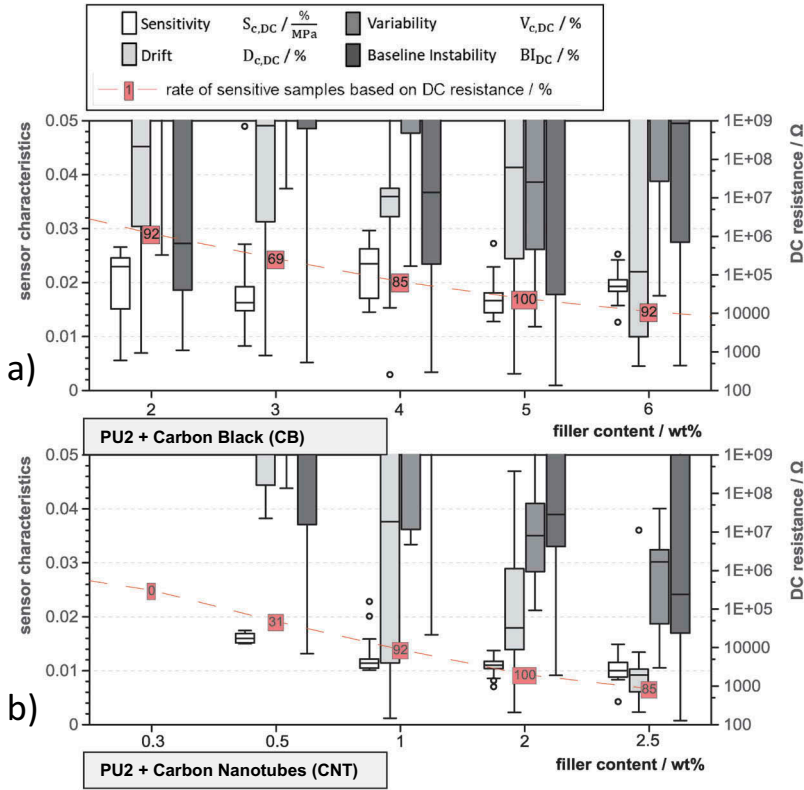 Sensitivity S_c,DC / %/MPa Variability V_c,DC / %
Drift D_c,DC / % Baseline Instability BI_DC / %
1 rate of sensitive samples based on DC resistance / %
a)
sensor characteristics
0.05
0.04
0.03
0.02
0.01
0
92
69
85
100
92
1E+09
1E+08
1E+07
1E+06
1E+05
10000
1000
100
DC resistance / Ω
2 3 4 5 6
PU2 + Carbon Black (CB)
filler content / wt%
b)
sensor characteristics
0.05
0.04
0.03
0.02
0.01
0
0
31
92
100
85
1E+09
1E+08
1E+07
1E+06
1E+05
10000
1000
100
DC resistance / Ω
0.3 0.5 1 2 2.5
PU2 + Carbon Nanotubes (CNT)
filler content / wt%